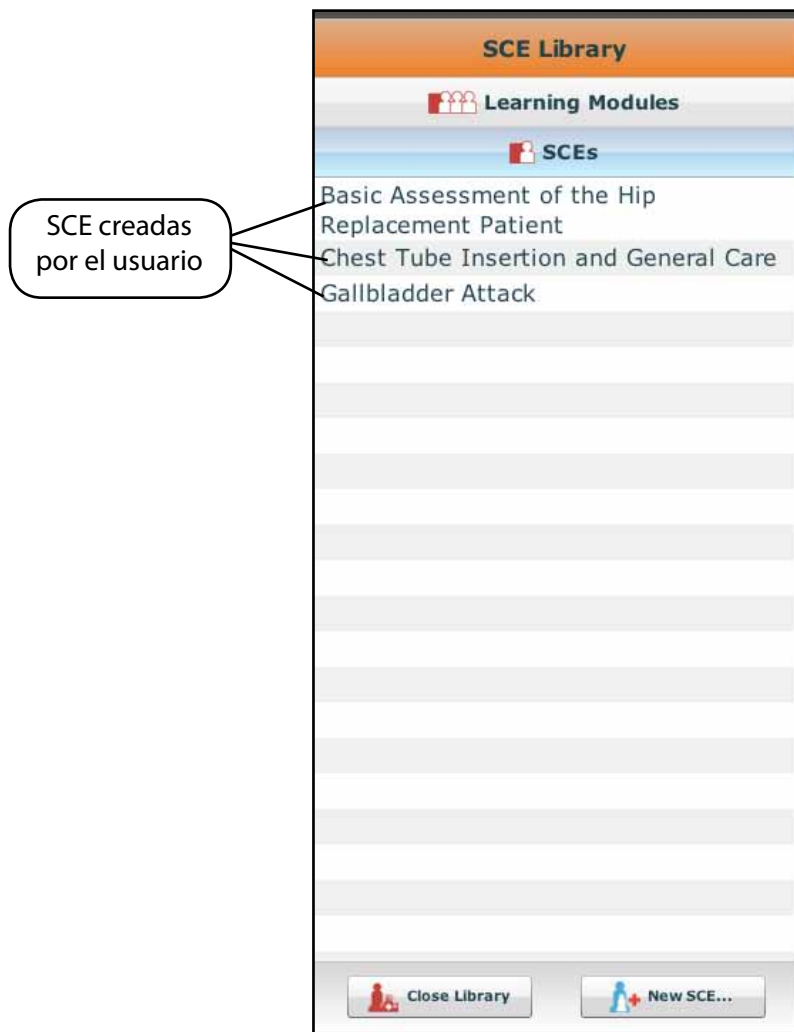 SCE Library
Learning Modules
SCEs
SCE creadas
por el usuario
Basic Assessment of the Hip
Replacement Patient
Chest Tube Insertion and General Care
Gallbladder Attack
Close Library
New SCE...